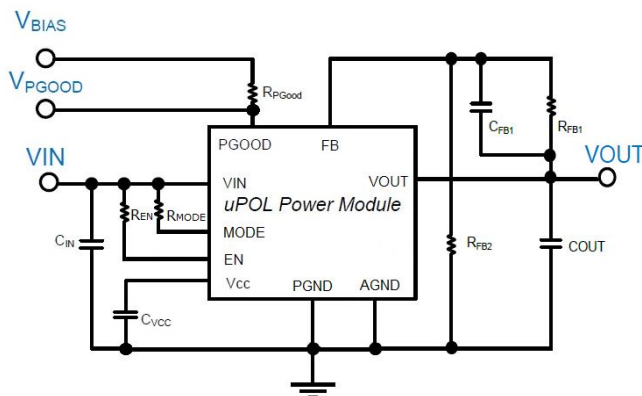 VBIAS
VPGOOD
RPGood
PGOOD
FB
CFB1
RFB1
VIN
VIN
VOUT
VOUT
uPOL Power Module
REN
RMODE
MODE
CIN
EN
RFB2
COUT
Vcc
PGND
AGND
CVCC